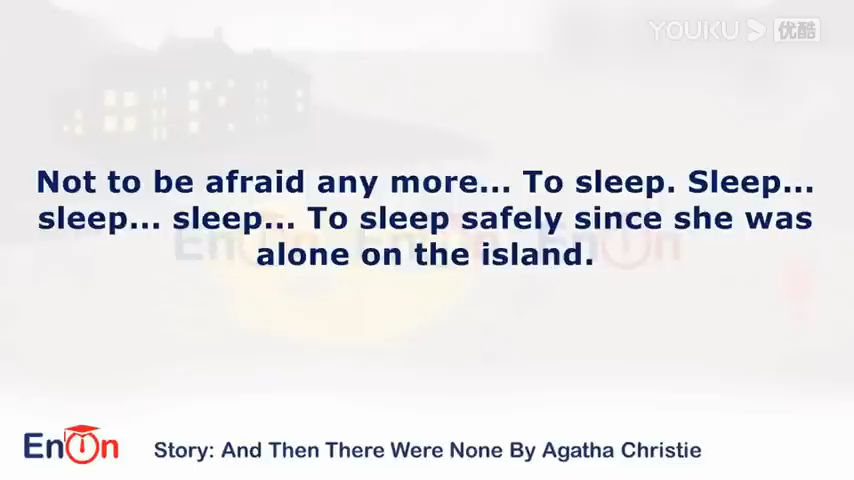 YOUKU 优酷
Not to be afraid any more... To sleep. Sleep...
sleep... sleep... To sleep safely since she was
alone on the island.
EnOn
Story: And Then There Were None By Agatha Christie